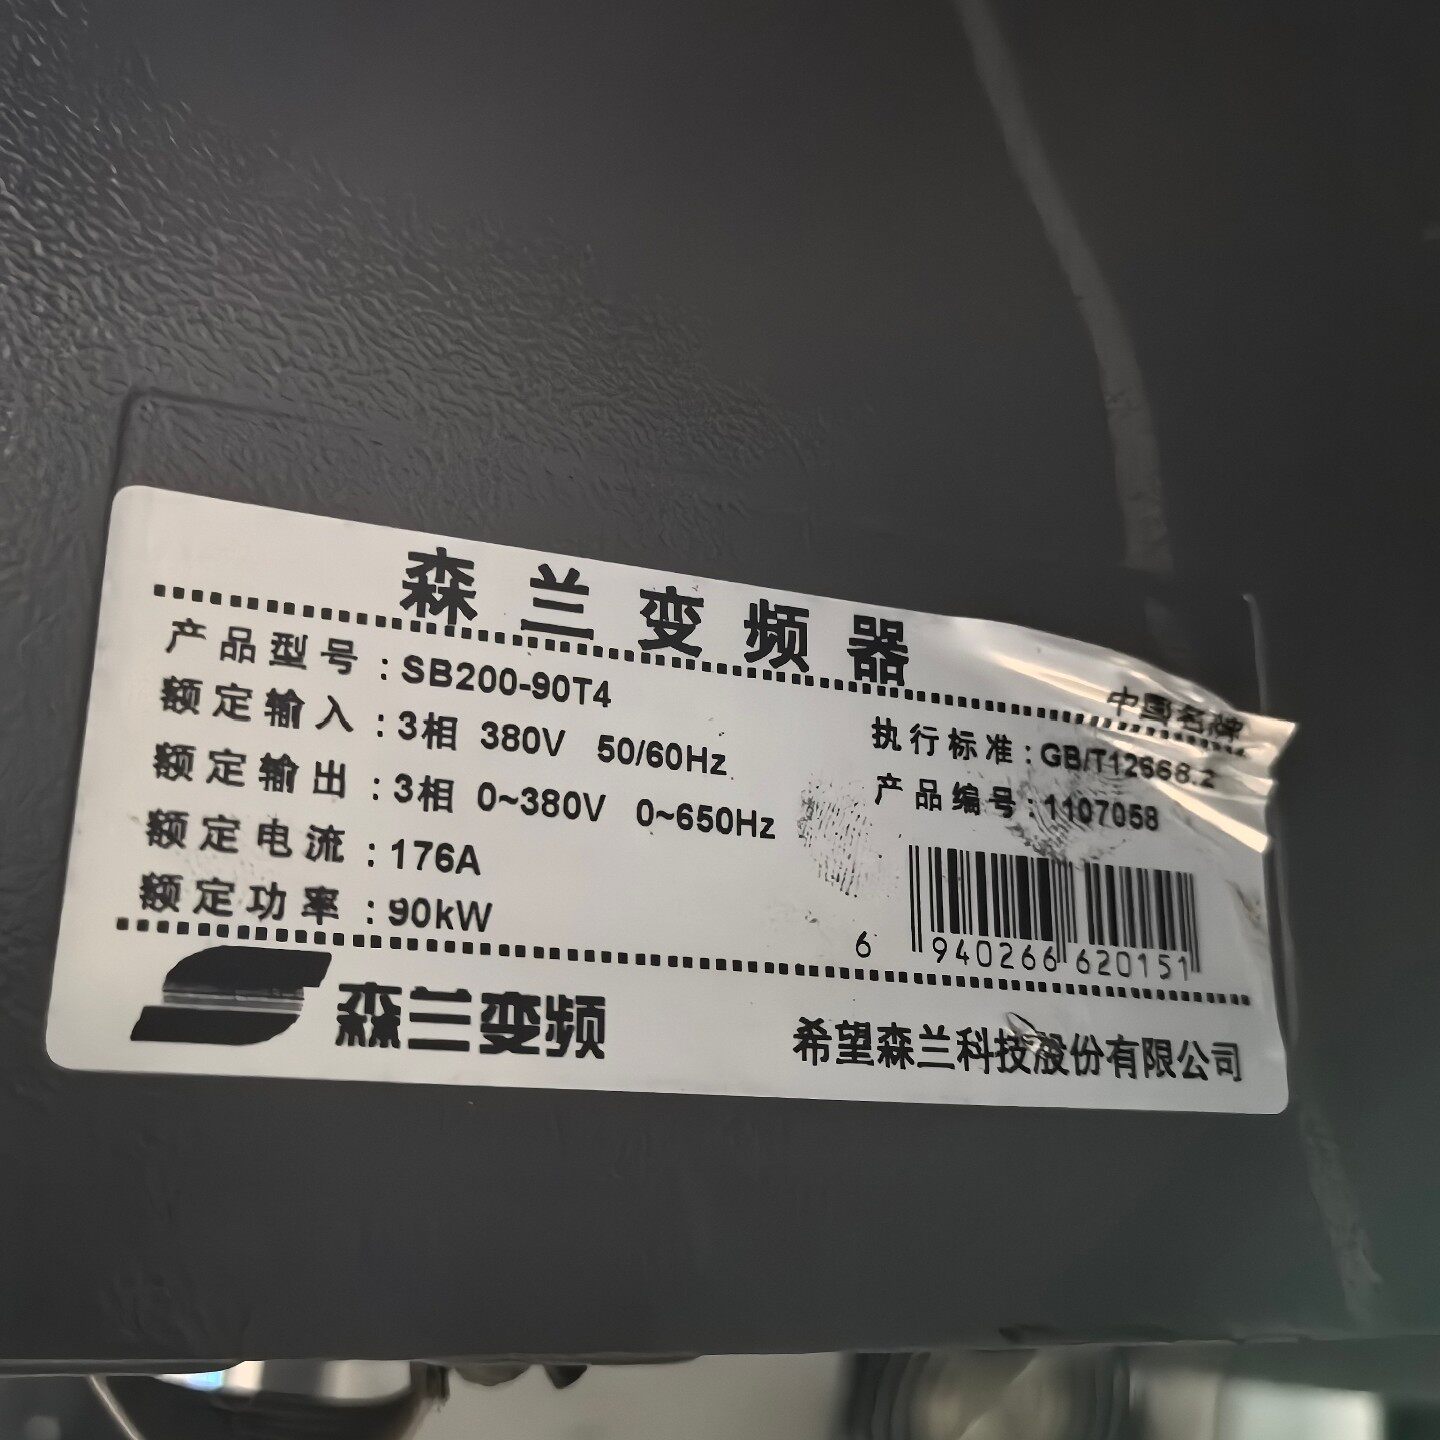 森兰变频器
中国名牌
产品型号:SB200-90T4
额定输入:3相 380V 50/60Hz
额定输出:3相 0~380V 0~650Hz
额定电流:176A
额定功率:90kW
执行标准:GB/T12668.2
产品编号:1107058
6 940266 620151
森兰变频
希望森兰科技股份有限公司